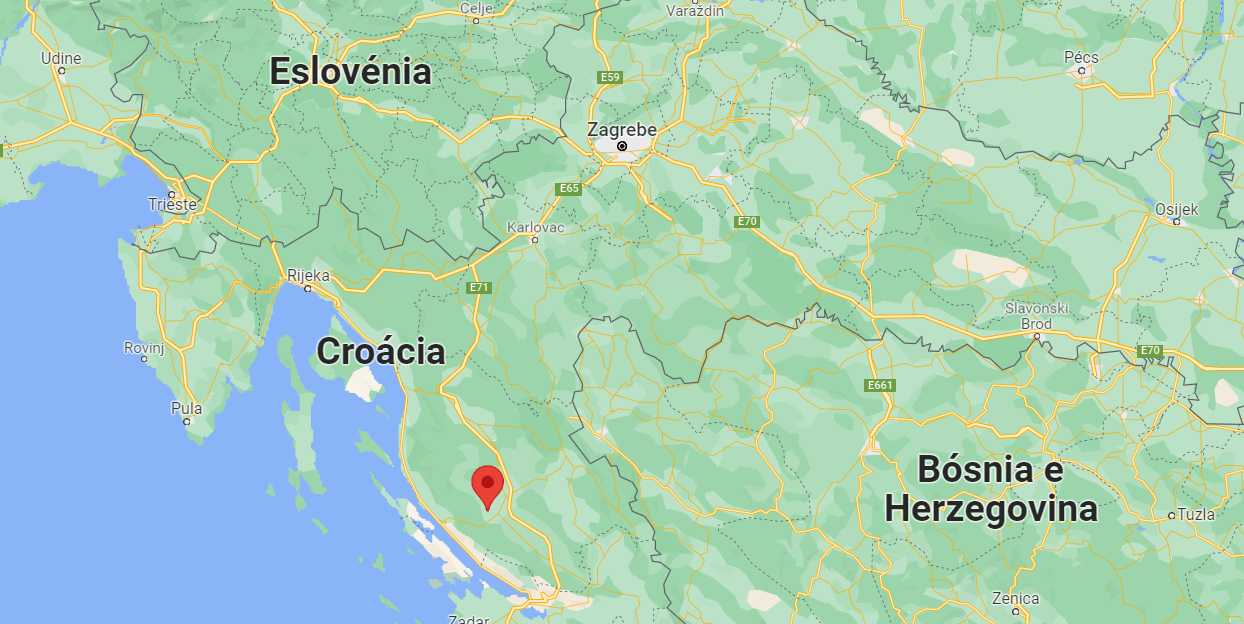 Celje
Varaždin
Udine
Eslovénia
Pécs
E59
Zagrebe
E65
Trieste
Osijek
E70
Karlovac
Rijeka
E71
Slavonski
Brod
Croácia
Rovinj
E70
E661
Pula
Bósnia e
Herzegovina
Tuzla
Zenica
Zadar